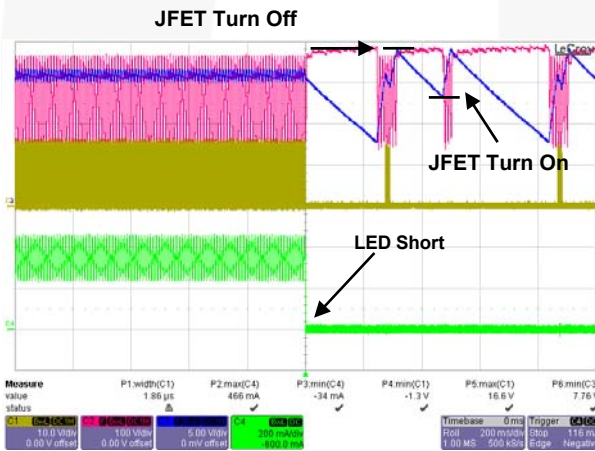 JFET Turn Off
LeCroy
JFET Turn On
LED Short
C4
Measure P1:width(C1) P2:max(C4) P3:min(C4) P4:min(C1) P5:max(C1) P6:min(C3)
value 1.86 µs 466 mA -34 mA -1.3 V 16.6 V 7.76 V
status
C1 C4 Timebase 0 ms Trigger
10.0 V/div 100 V/div 5.00 V/div 200 mA/div Roll 200 ms/div Stop 116 mA
0.00 V offset 0.00 V offset 0 mV offset -800.0 mA 1.00 MS 500 kS/s Edge Negative